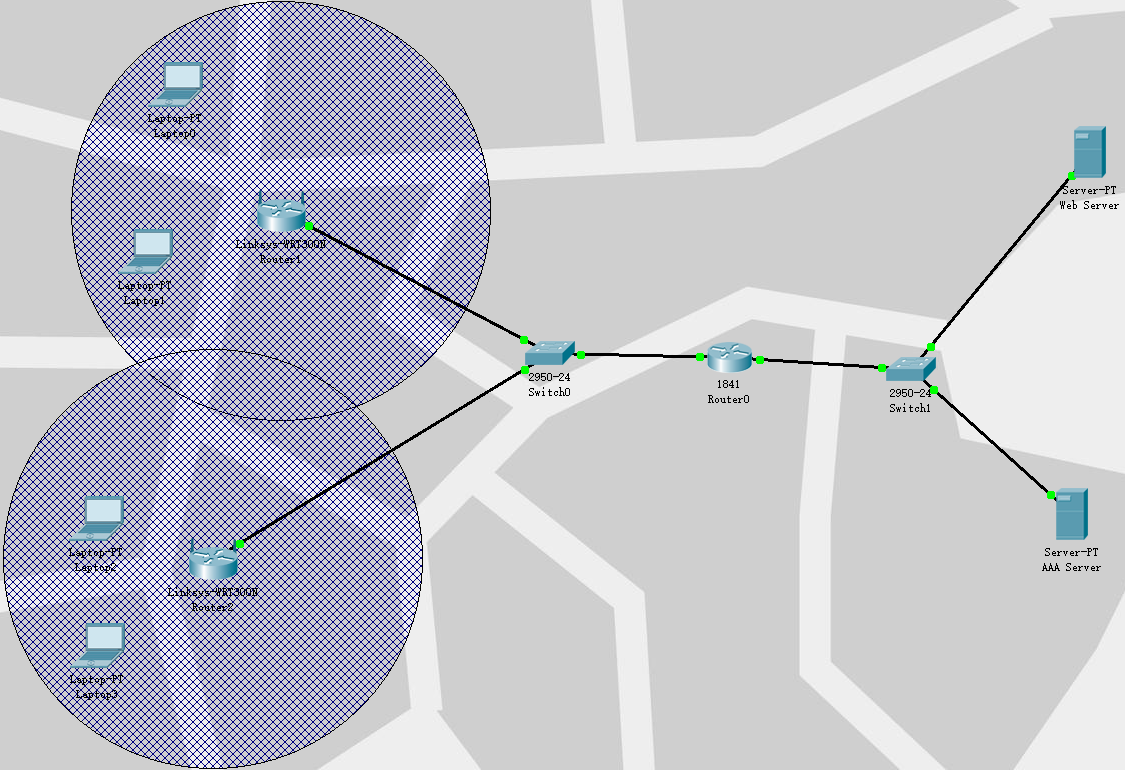 Laptop-PT
Laptop0
Linksys-WRT300N
Router1
Laptop-PT
Laptop1
Server-PT
Web Server
2950-24
Switch0
1841
Router0
2950-24
Switch1
Laptop-PT
Laptop2
Linksys-WRT300N
Router2
Laptop-PT
Laptop3
Server-PT
AAA Server